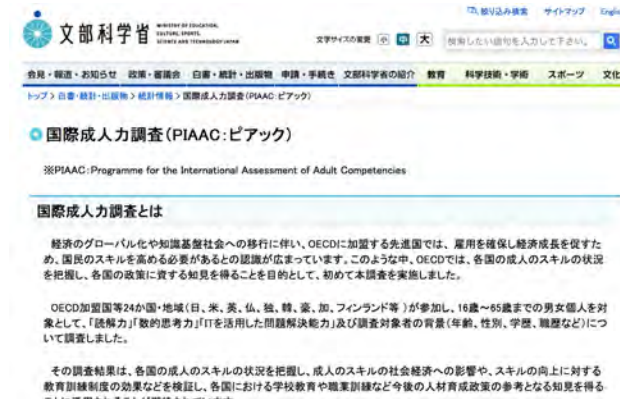 絞り込み検索 サイトマップ Englis
文部科学省 MINISTRY OF EDUCATION,
CULTURE, SPORTS,
SCIENCE AND TECHNOLOGY-JAPAN
文字サイズの変更 小 中 大 検索したい語句を入力して下さい。
会見・報道・お知らせ 政策・審議会 白書・統計・出版物 申請・手続き 文部科学省の紹介 教育 科学技術・学術 スポーツ 文化
トップ > 白書・統計・出版物 > 統計情報 > 国際成人力調査(PIAAC:ピアック)
国際成人力調査(PIAAC:ピアック)
※PIAAC:Programme for the International Assessment of Adult Competencies
国際成人力調査とは
経済のグローバル化や知識基盤社会への移行に伴い、OECDに加盟する先進国では、雇用を確保し経済成長を促すた
め、国民のスキルを高める必要があるとの認識が広まっています。このような中、OECDでは、各国の成人のスキルの状況
を把握し、各国の政策に資する知見を得ることを目的として、初めて本調査を実施しました。
OECD加盟国等24か国・地域(日、米、英、仏、独、韓、豪、加、フィンランド等)が参加し、16歳~65歳までの男女個人を対
象として、「読解力」「数的思考力」「ITを活用した問題解決能力」及び調査対象者の背景(年齢、性別、学歴、職歴など)につ
いて調査しました。
その調査結果は、各国の成人のスキルの状況を把握し、成人のスキルの社会経済への影響や、スキルの向上に対する
教育訓練制度の効果などを検証し、各国における学校教育や職業訓練など今後の人材育成政策の参考となる知見を得る